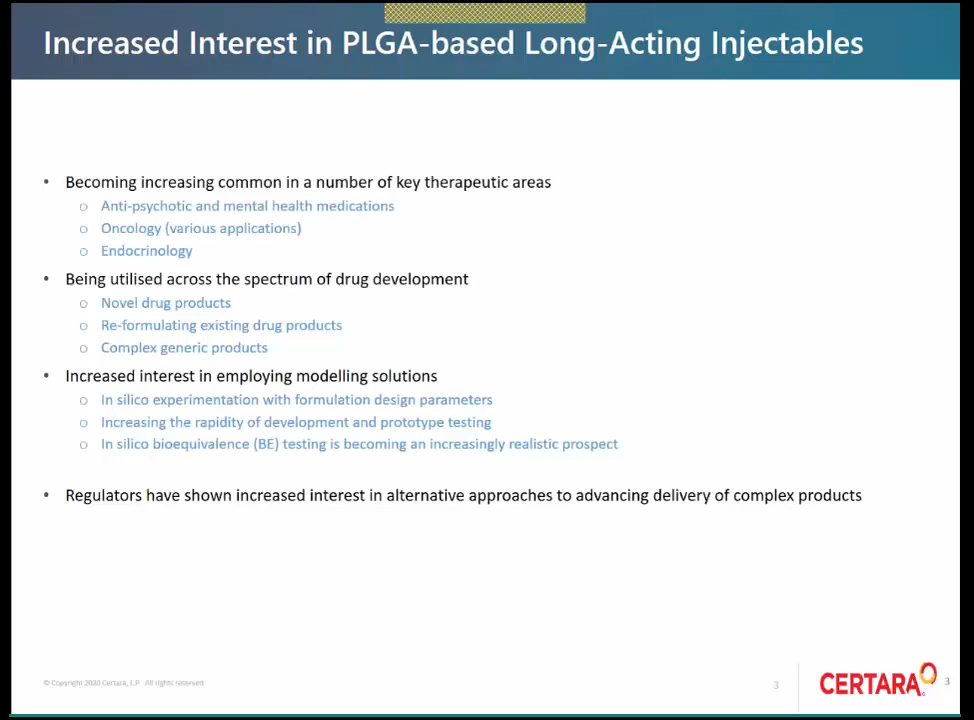 Increased Interest in PLGA-based Long-Acting Injectables
• Becoming increasing common in a number of key therapeutic areas
o Anti-psychotic and mental health medications
o Oncology (various applications)
o Endocrinology
• Being utilised across the spectrum of drug development
o Novel drug products
o Re-formulating existing drug products
o Complex generic products
• Increased interest in employing modelling solutions
o In silico experimentation with formulation design parameters
o Increasing the rapidity of development and prototype testing
o In silico bioequivalence (BE) testing is becoming an increasingly realistic prospect
• Regulators have shown increased interest in alternative approaches to advancing delivery of complex products
© Copyright 2020 Certara, L.P. All rights reserved
3
CERTARA
3